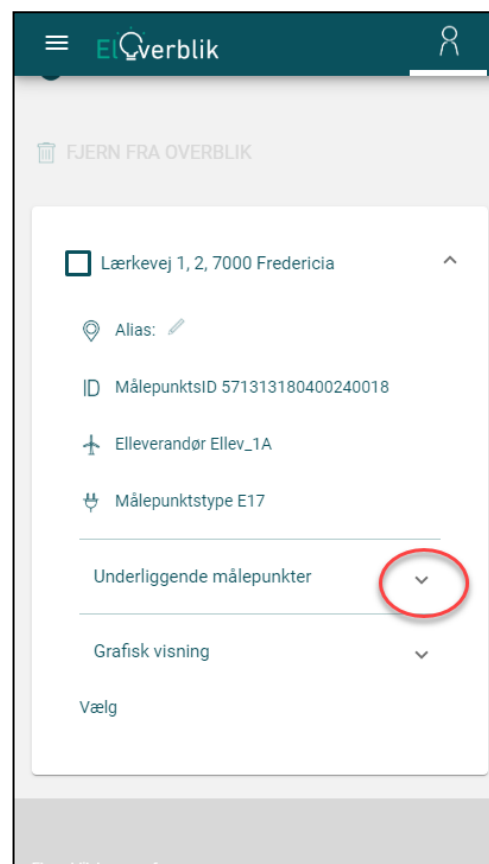 ElOverblik
FJERN FRA OVERBLIK
Lærkevej 1, 2, 7000 Fredericia
Alias:
ID MålepunktsID 571313180400240018
Elleverandør Ellev_1A
Målepunktstype E17
Underliggende målepunkter
Grafisk visning
Vælg